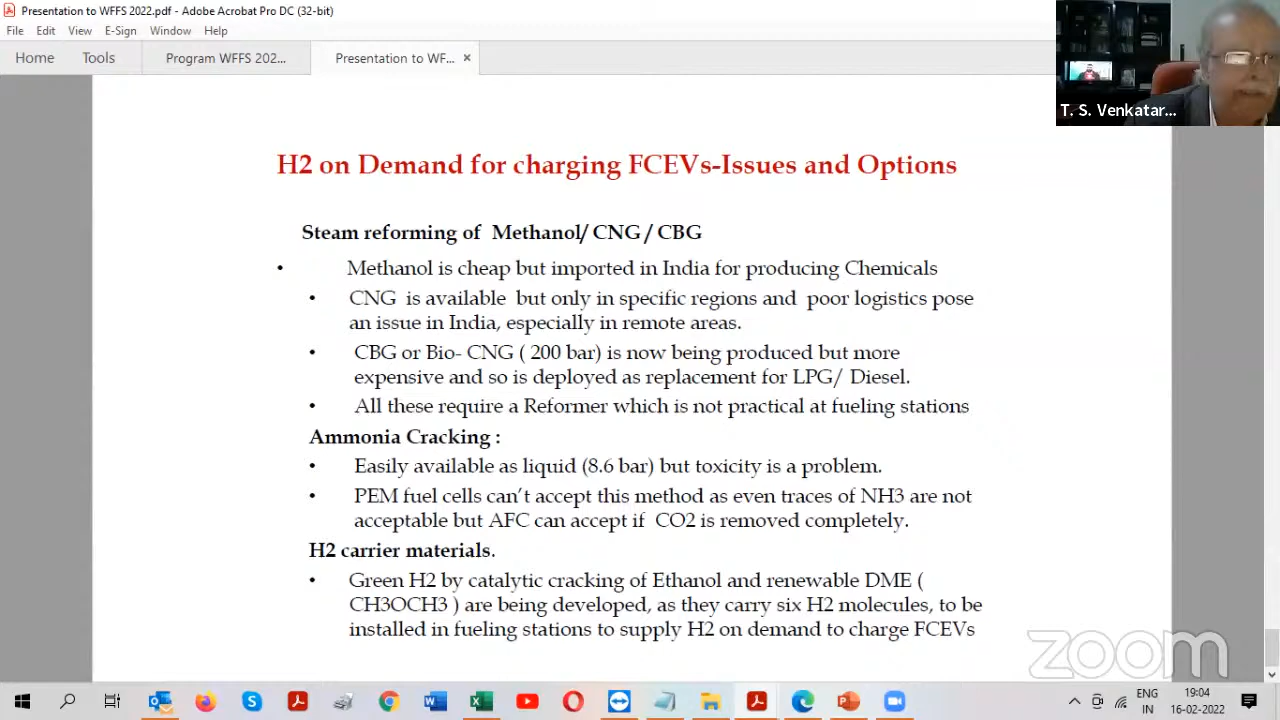 Presentation to WFFS 2022.pdf - Adobe Acrobat Pro DC (32-bit)
File Edit View E-Sign Window Help
Home Tools Program WFFS 202... Presentation to WF... ×
T. S. Venkatar...
H2 on Demand for charging FCEVs-Issues and Options
Steam reforming of Methanol/ CNG / CBG
• Methanol is cheap but imported in India for producing Chemicals
• CNG is available but only in specific regions and poor logistics pose
an issue in India, especially in remote areas.
• CBG or Bio- CNG ( 200 bar) is now being produced but more
expensive and so is deployed as replacement for LPG/ Diesel.
• All these require a Reformer which is not practical at fueling stations
Ammonia Cracking :
• Easily available as liquid (8.6 bar) but toxicity is a problem.
• PEM fuel cells can't accept this method as even traces of NH3 are not
acceptable but AFC can accept if CO2 is removed completely.
H2 carrier materials.
• Green H2 by catalytic cracking of Ethanol and renewable DME (
CH3OCH3 ) are being developed, as they carry six H2 molecules, to be
installed in fueling stations to supply H2 on demand to charge FCEVs
zoom
ENG 19:04
IN 16-02-2022